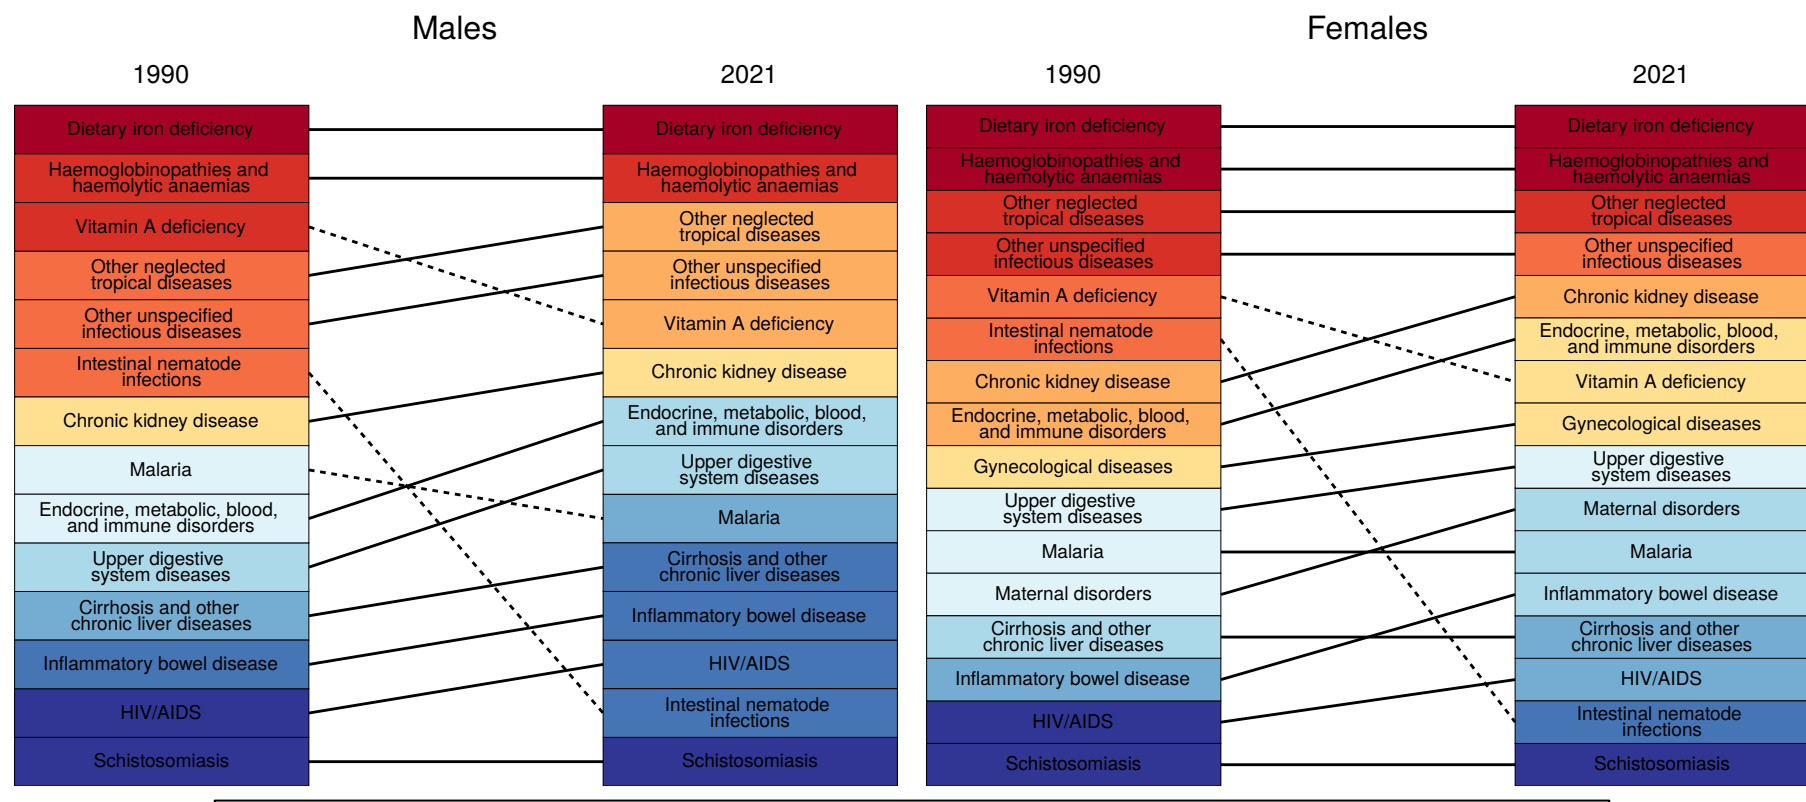 Males
1990
2021
Dietary iron deficiency
Haemoglobinopathies and
haemolytic anaemias
Vitamin A deficiency
Other neglected
tropical diseases
Other unspecified
infectious diseases
Intestinal nematode
infections
Chronic kidney disease
Malaria
Endocrine, metabolic, blood,
and immune disorders
Upper digestive
system diseases
Cirrhosis and other
chronic liver diseases
Inflammatory bowel disease
HIV/AIDS
Schistosomiasis
Dietary iron deficiency
Haemoglobinopathies and
haemolytic anaemias
Other neglected
tropical diseases
Other unspecified
infectious diseases
Vitamin A deficiency
Chronic kidney disease
Endocrine, metabolic, blood,
and immune disorders
Upper digestive
system diseases
Malaria
Cirrhosis and other
chronic liver diseases
Inflammatory bowel disease
HIV/AIDS
Intestinal nematode
infections
Schistosomiasis
Females
1990
2021
Dietary iron deficiency
Haemoglobinopathies and
haemolytic anaemias
Other neglected
tropical diseases
Other unspecified
infectious diseases
Vitamin A deficiency
Intestinal nematode
infections
Chronic kidney disease
Endocrine, metabolic, blood,
and immune disorders
Gynecological diseases
Upper digestive
system diseases
Malaria
Maternal disorders
Cirrhosis and other
chronic liver diseases
Inflammatory bowel disease
HIV/AIDS
Schistosomiasis
Dietary iron deficiency
Haemoglobinopathies and
haemolytic anaemias
Other neglected
tropical diseases
Other unspecified
infectious diseases
Chronic kidney disease
Endocrine, metabolic, blood,
and immune disorders
Vitamin A deficiency
Gynecological diseases
Upper digestive
system diseases
Maternal disorders
Malaria
Inflammatory bowel disease
Cirrhosis and other
chronic liver diseases
HIV/AIDS
Intestinal nematode
infections
Schistosomiasis